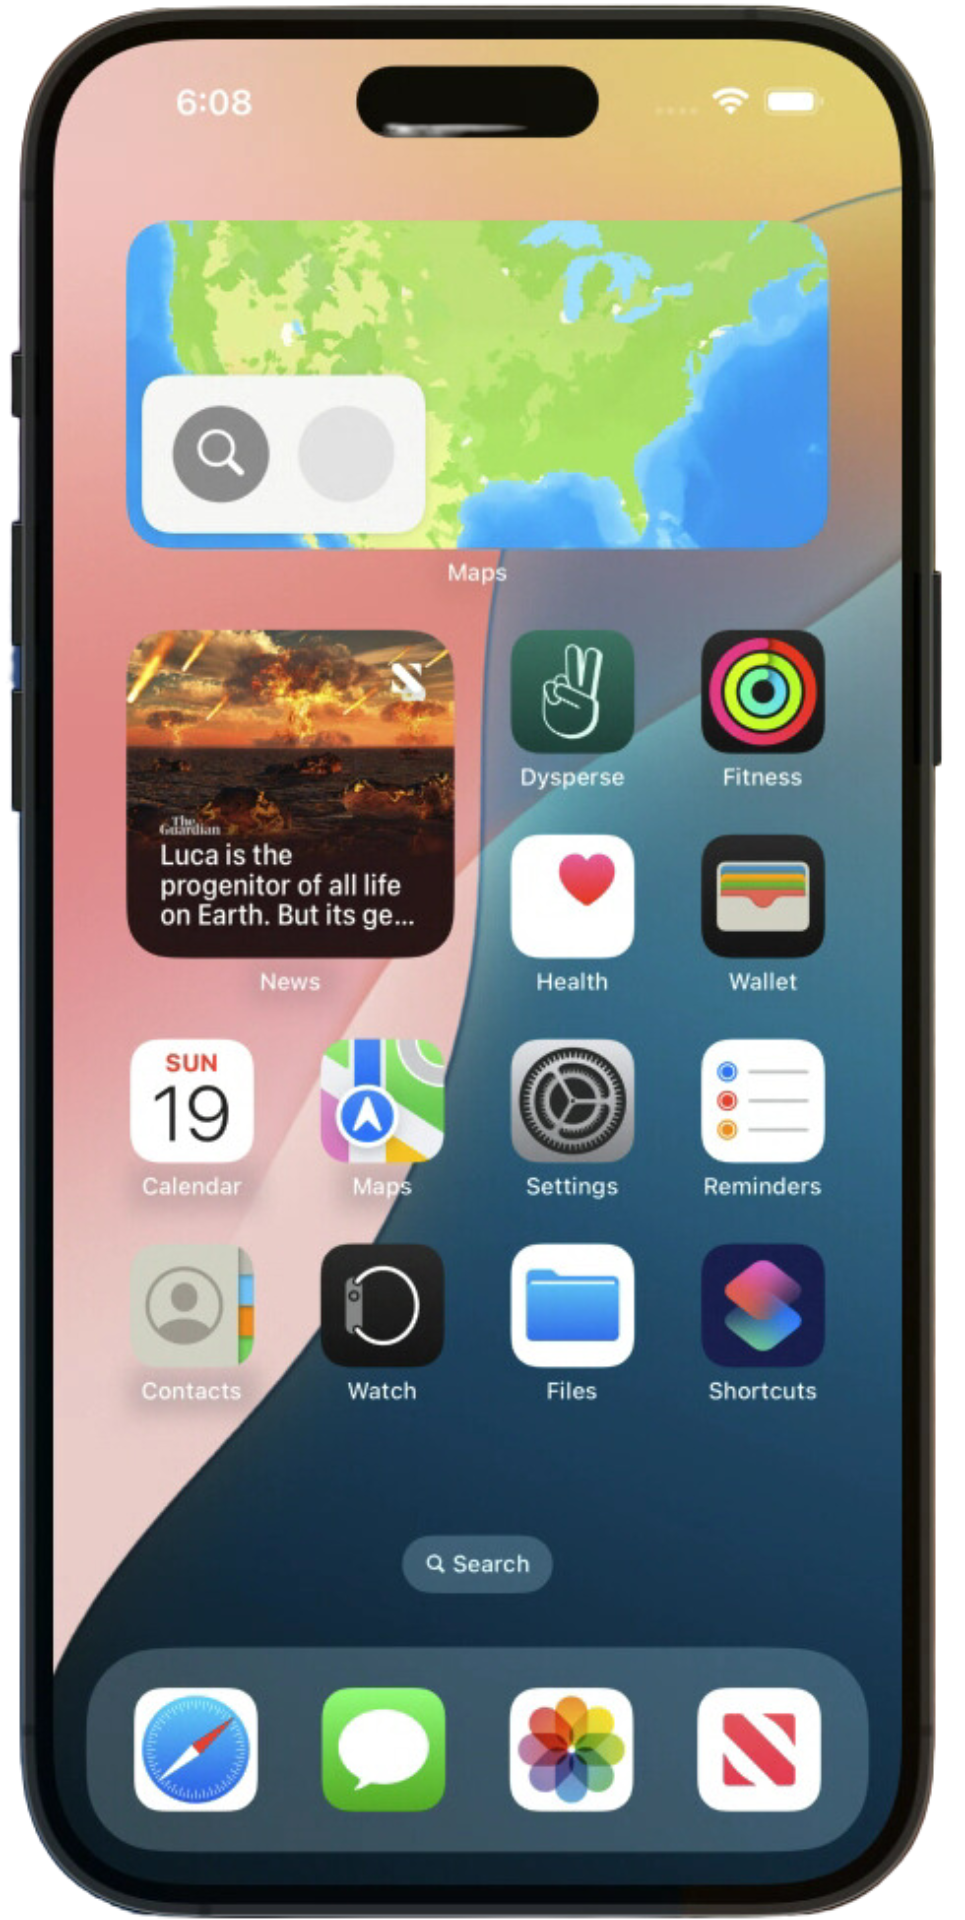 6:08
Maps
The Guardian
Luca is the
progenitor of all life
on Earth. But its ge...
News
Dysperse
Fitness
Health
Wallet
SUN
19
Calendar
Maps
Settings
Reminders
Contacts
Watch
Files
Shortcuts
Search